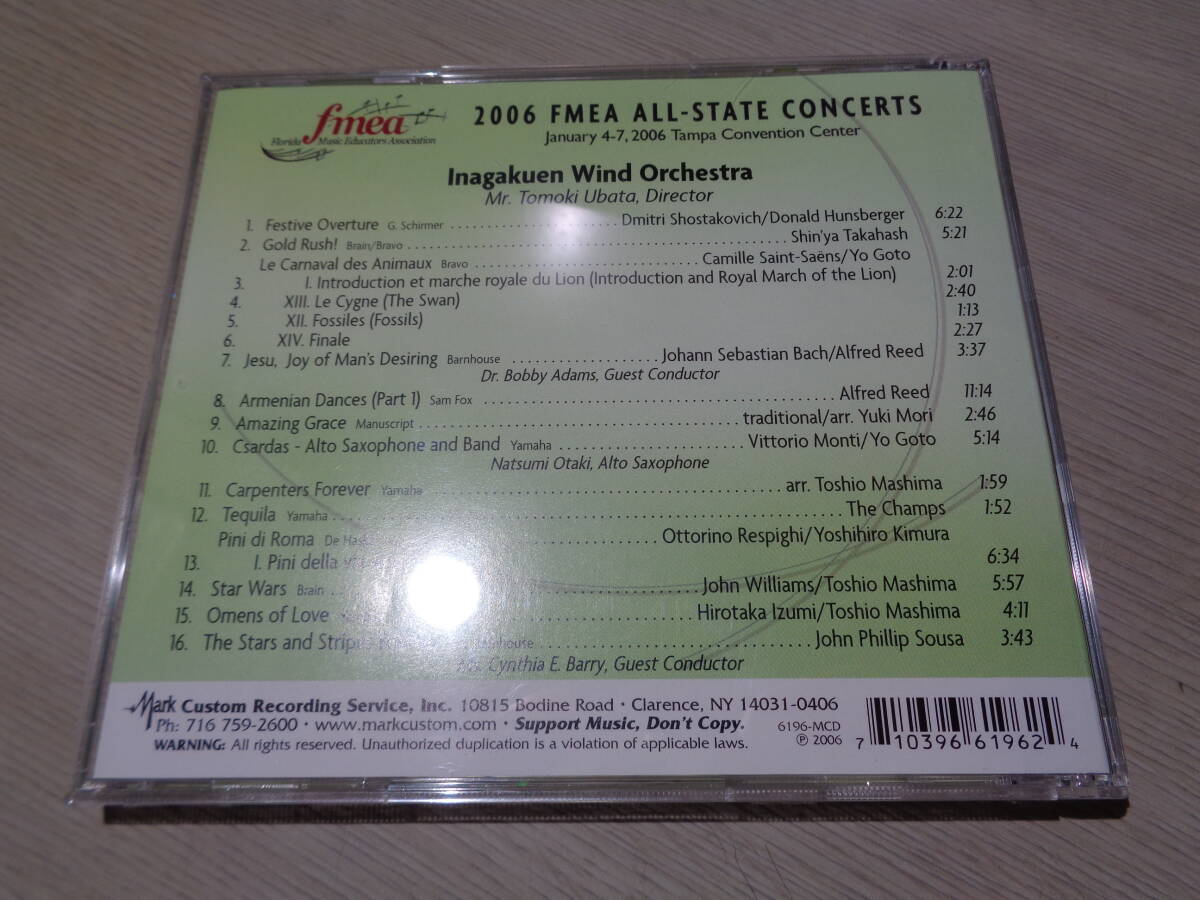 fmea
Florida Music Educators Association
2006 FMEA ALL-STATE CONCERTS
January 4-7, 2006 Tampa Convention Center
Inagakuen Wind Orchestra
Mr. Tomoki Ubata, Director
1. Festive Overture G. Schirmer Dmitri Shostakovich/Donald Hunsberger 6:22
2. Gold Rush! Brain/Bravo Shin'ya Takahash 5:21
Le Carnaval des Animaux Bravo Camille Saint-Saëns/Yo Goto
3. I. Introduction et marche royale du Lion (Introduction and Royal March of the Lion) 2:01
4. XIII. Le Cygne (The Swan) 2:40
5. XII. Fossiles (Fossils) 1:13
6. XIV. Finale 2:27
7. Jesu, Joy of Man's Desiring Barnhouse Johann Sebastian Bach/Alfred Reed 3:37
Dr. Bobby Adams, Guest Conductor
8. Armenian Dances (Part 1) Sam Fox Alfred Reed 11:14
9. Amazing Grace Manuscript traditional/arr. Yuki Mori 2:46
10. Csardas - Alto Saxophone and Band Yamaha Vittorio Monti/Yo Goto 5:14
Natsumi Otaki, Alto Saxophone
11. Carpenters Forever Yamaha arr. Toshio Mashima 1:59
12. Tequila Yamaha The Champs 1:52
Pini di Roma De Ottorino Respighi/Yoshihiro Kimura
13. I. Pini della 6:34
14. Star Wars Brain John Williams/Toshio Mashima 5:57
15. Omens of Love Hirotaka Izumi/Toshio Mashima 4:11
16. The Stars and Barnhouse John Phillip Sousa 3:43
Ms. Cynthia E. Barry, Guest Conductor
Mark Custom Recording Service, Inc. 10815 Bodine Road · Clarence, NY 14031-0406
Ph: 716 759-2600 · www.markcustom.com · Support Music, Don't Copy.
WARNING: All rights reserved. Unauthorized duplication is a violation of applicable laws.
6196-MCD
℗ 2006
7 10396 61962 4